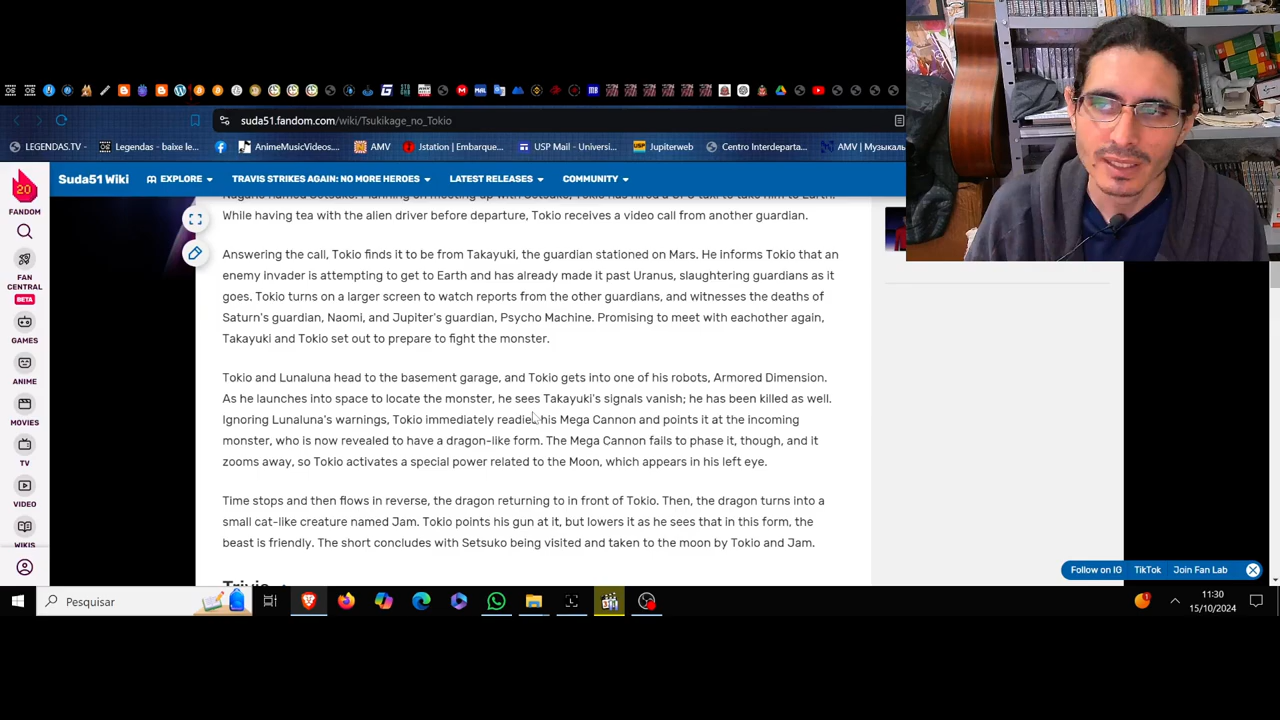 suda51.fandom.com/wiki/Tsukikage_no_Tokio
LEGENDAS.TV
Legendas - baixe le...
AnimeMusicVideos....
AMV
Jstation | Embarque...
USP Mail - Universi...
Jupiterweb
Centro Interdeparta...
AMV | Музыкаль
20
FANDOM
FAN CENTRAL
BETA
GAMES
ANIME
MOVIES
TV
VIDEO
WIKIS
Suda51 Wiki
EXPLORE
TRAVIS STRIKES AGAIN: NO MORE HEROES
LATEST RELEASES
COMMUNITY
While having tea with the alien driver before departure, Tokio receives a video call from another guardian.
Answering the call, Tokio finds it to be from Takayuki, the guardian stationed on Mars. He informs Tokio that an
enemy invader is attempting to get to Earth and has already made it past Uranus, slaughtering guardians as it
goes. Tokio turns on a larger screen to watch reports from the other guardians, and witnesses the deaths of
Saturn's guardian, Naomi, and Jupiter's guardian, Psycho Machine. Promising to meet with eachother again,
Takayuki and Tokio set out to prepare to fight the monster.
Tokio and Lunaluna head to the basement garage, and Tokio gets into one of his robots, Armored Dimension.
As he launches into space to locate the monster, he sees Takayuki's signals vanish; he has been killed as well.
Ignoring Lunaluna's warnings, Tokio immediately readies his Mega Cannon and points it at the incoming
monster, who is now revealed to have a dragon-like form. The Mega Cannon fails to phase it, though, and it
zooms away, so Tokio activates a special power related to the Moon, which appears in his left eye.
Time stops and then flows in reverse, the dragon returning to in front of Tokio. Then, the dragon turns into a
small cat-like creature named Jam. Tokio points his gun at it, but lowers it as he sees that in this form, the
beast is friendly. The short concludes with Setsuko being visited and taken to the moon by Tokio and Jam.
Trivia
Follow on IG
TikTok
Join Fan Lab
Pesquisar
11:30
15/10/2024